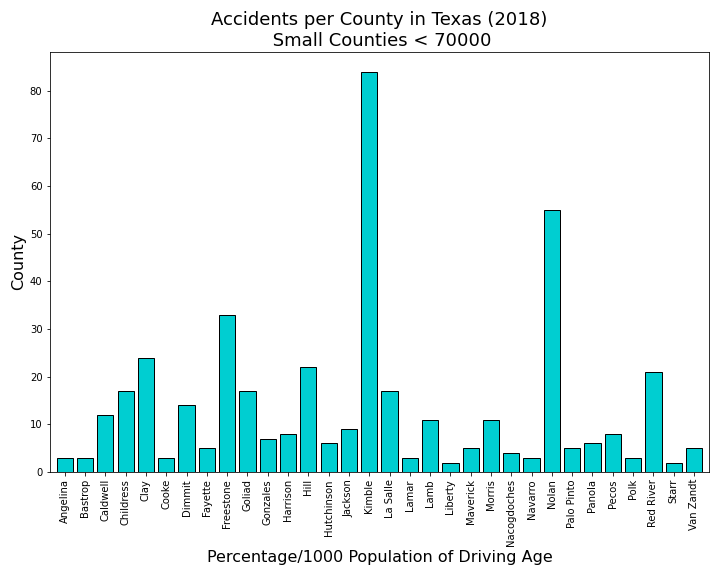 Accidents per County in Texas (2018)
Small Counties < 70000
County
80
70
60
50
40
30
20
10
0
Angelina
Bastrop
Caldwell
Childress
Clay
Cooke
Dimmit
Fayette
Freestone
Goliad
Gonzales
Harrison
Hill
Hutchinson
Jackson
Kimble
La Salle
Lamar
Lamb
Liberty
Maverick
Morris
Nacogdoches
Navarro
Nolan
Palo Pinto
Panola
Pecos
Polk
Red River
Starr
Van Zandt
Percentage/1000 Population of Driving Age